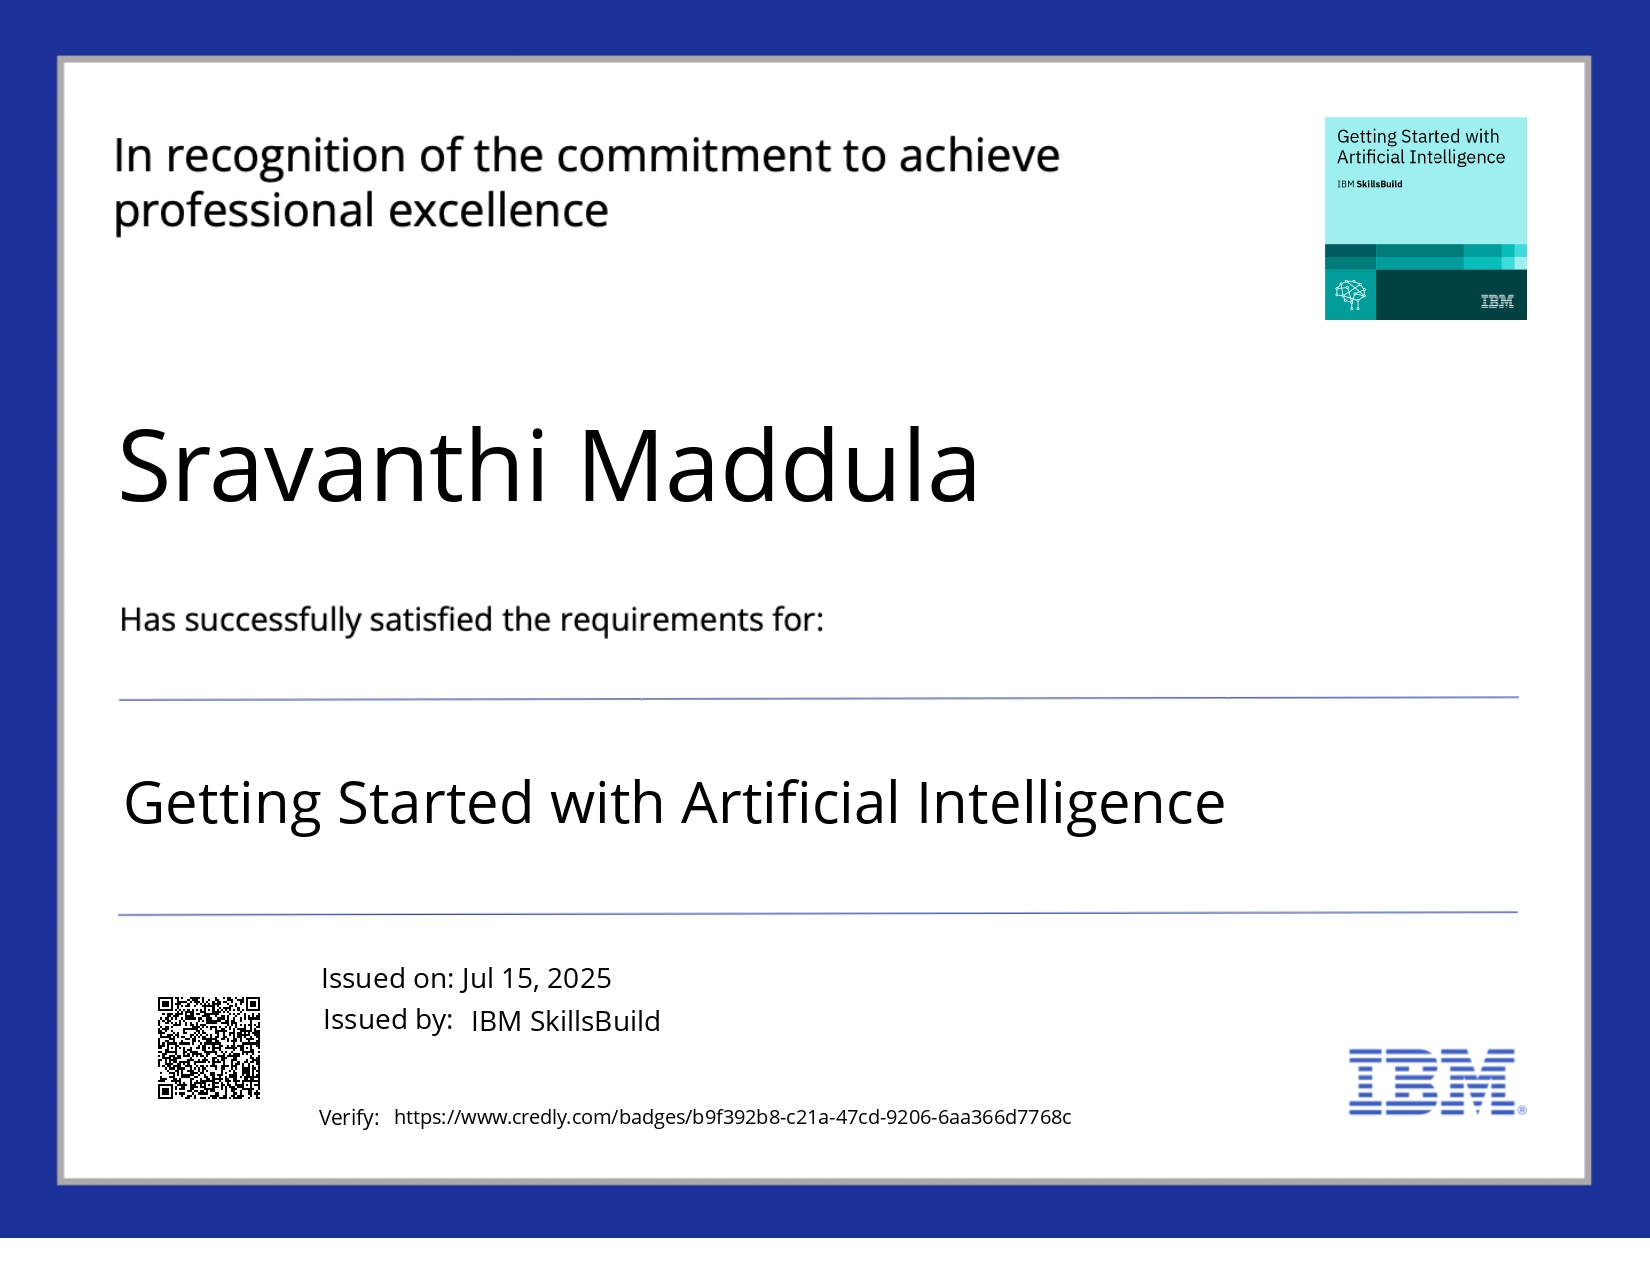 In recognition of the commitment to achieve
professional excellence
Getting Started with
Artificial Intelligence
IBM SkillsBuild
IBM
Sravanthi Maddula
Has successfully satisfied the requirements for:
Getting Started with Artificial Intelligence
Issued on: Jul 15, 2025
Issued by: IBM SkillsBuild
Verify: https://www.credly.com/badges/b9f392b8-c21a-47cd-9206-6aa366d7768c
IBM®